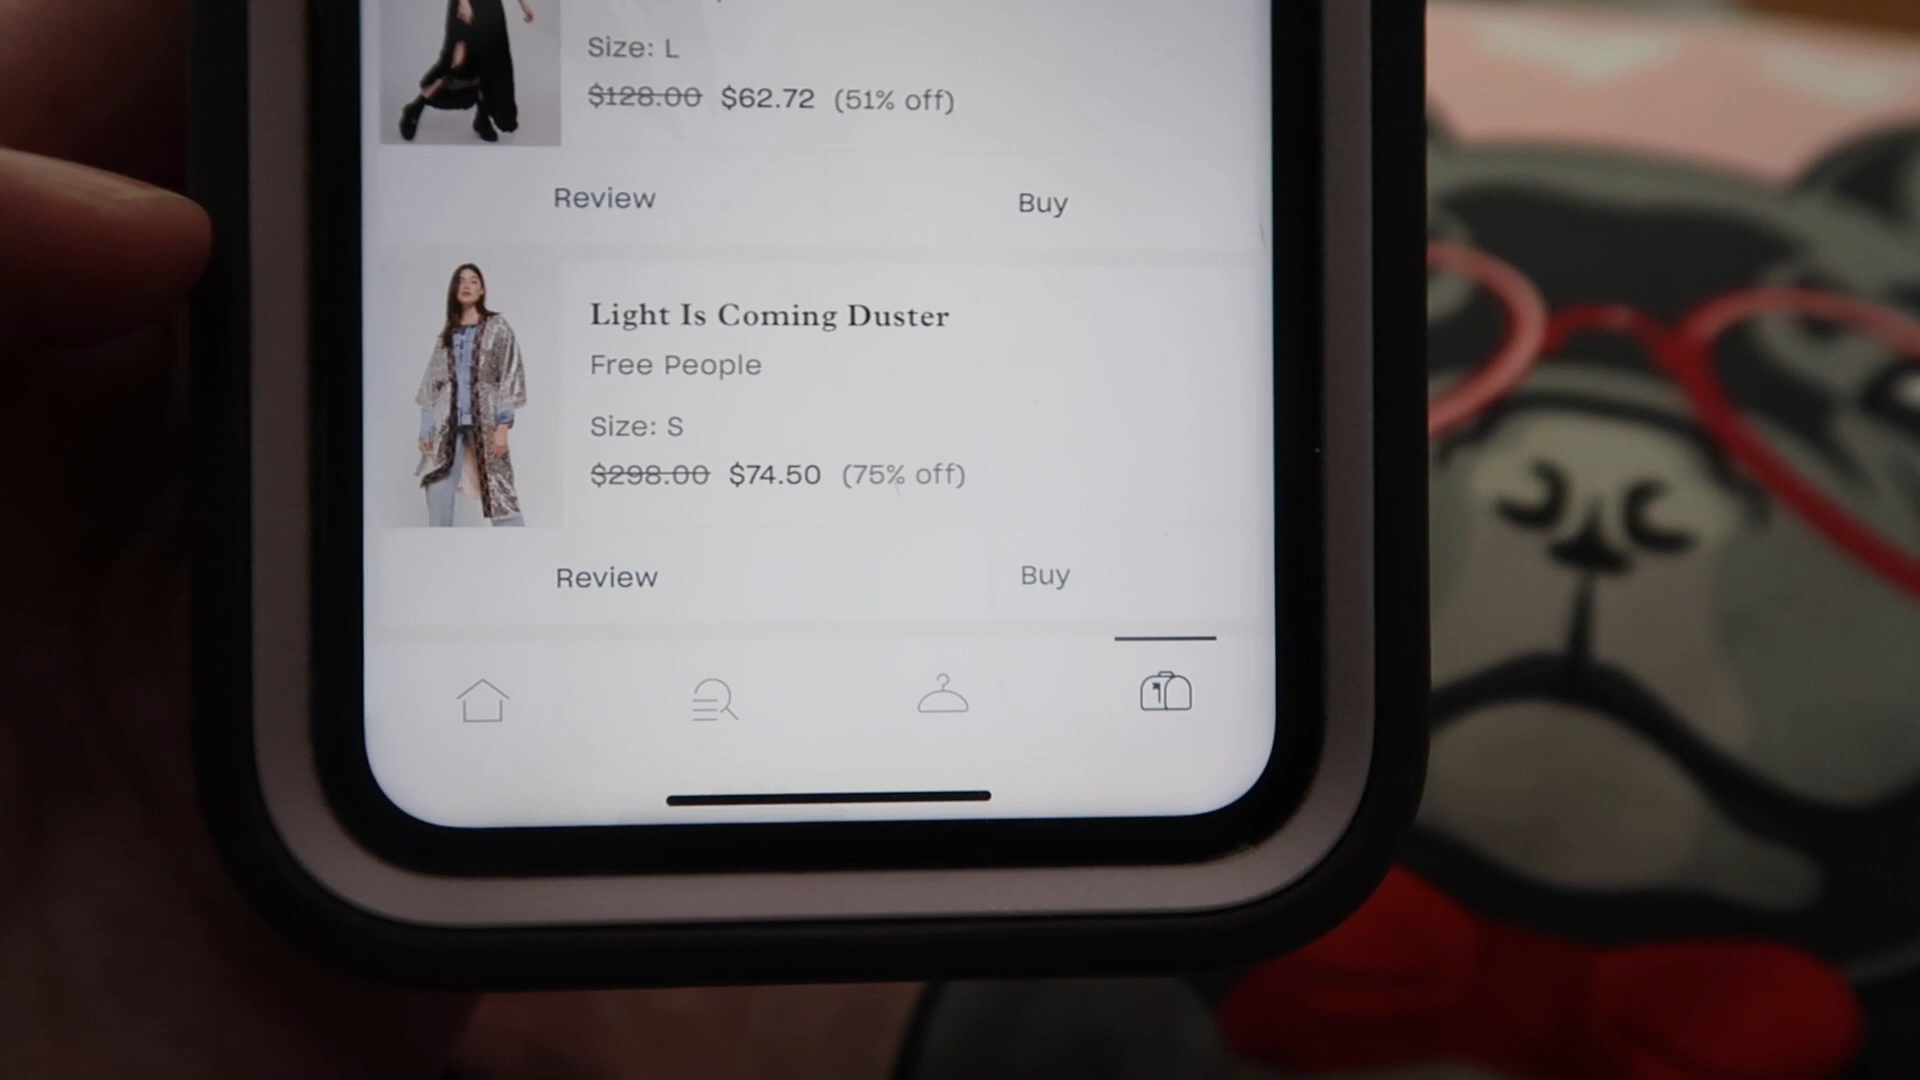 Size: L
$128.00 $62.72 (51% off)
Review Buy
Light Is Coming Duster
Free People
Size: S
$298.00 $74.50 (75% off)
Review Buy